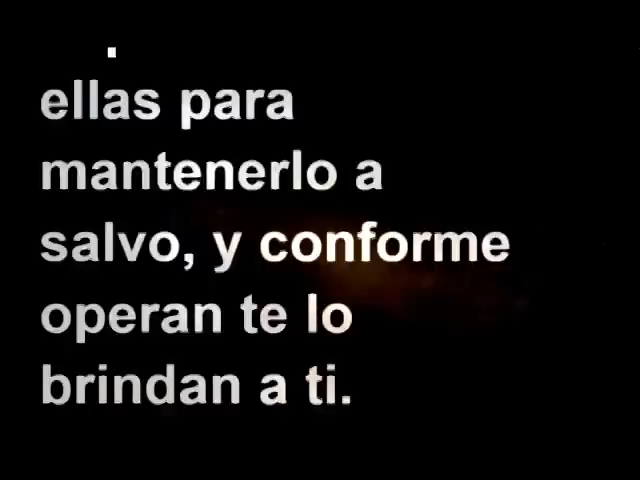 ellas para
mantenerlo a
salvo, y conforme
operan te lo
brindan a ti.